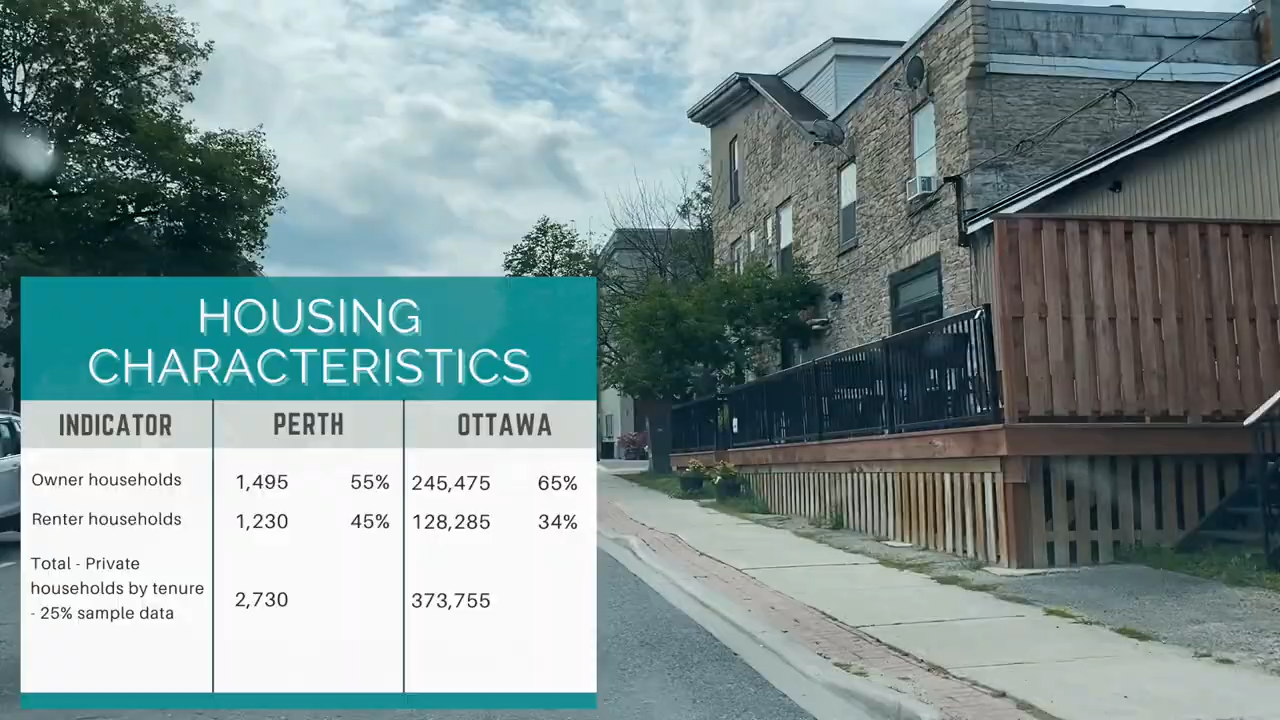 HOUSING
CHARACTERISTICS
INDICATOR PERTH OTTAWA
Owner households 1,495 55% 245,475 65%
Renter households 1,230 45% 128,285 34%
Total - Private
households by tenure
- 25% sample data 2,730 373,755